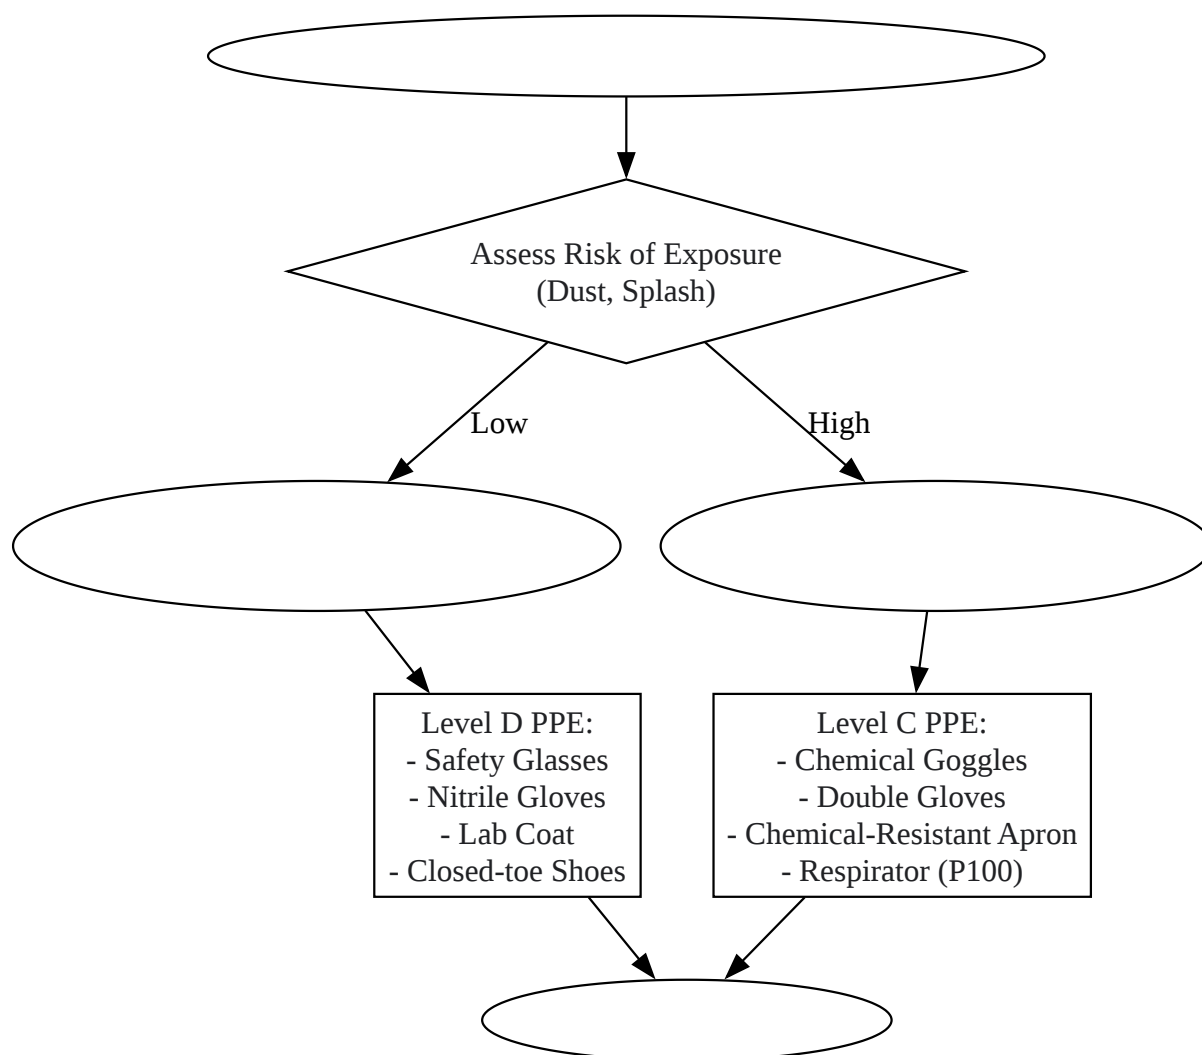 Assess Risk of Exposure
(Dust, Splash)
Low
High
Level D PPE:
- Safety Glasses
- Nitrile Gloves
- Lab Coat
- Closed-toe Shoes
Level C PPE:
- Chemical Goggles
- Double Gloves
- Chemical-Resistant Apron
- Respirator (P100)